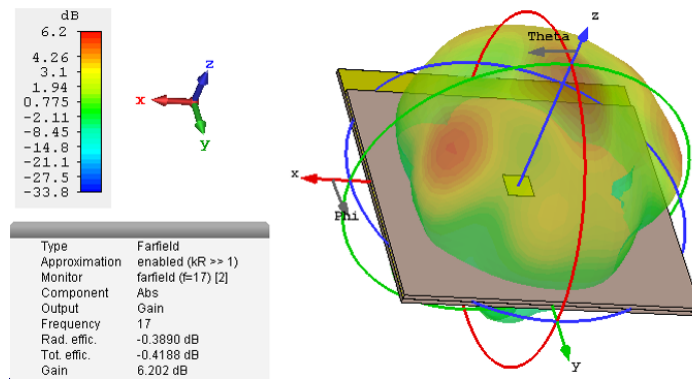 dB
6.2
4.26
3.1
1.94
0.775
-2.11
-8.45
-14.8
-21.1
-27.5
-33.8
x
z
y
z
Theta
x
Phi
y
Type Farfield
Approximation enabled (kR >> 1)
Monitor farfield (f=17) [2]
Component Abs
Output Gain
Frequency 17
Rad. effic. -0.3890 dB
Tot. effic. -0.4188 dB
Gain 6.202 dB